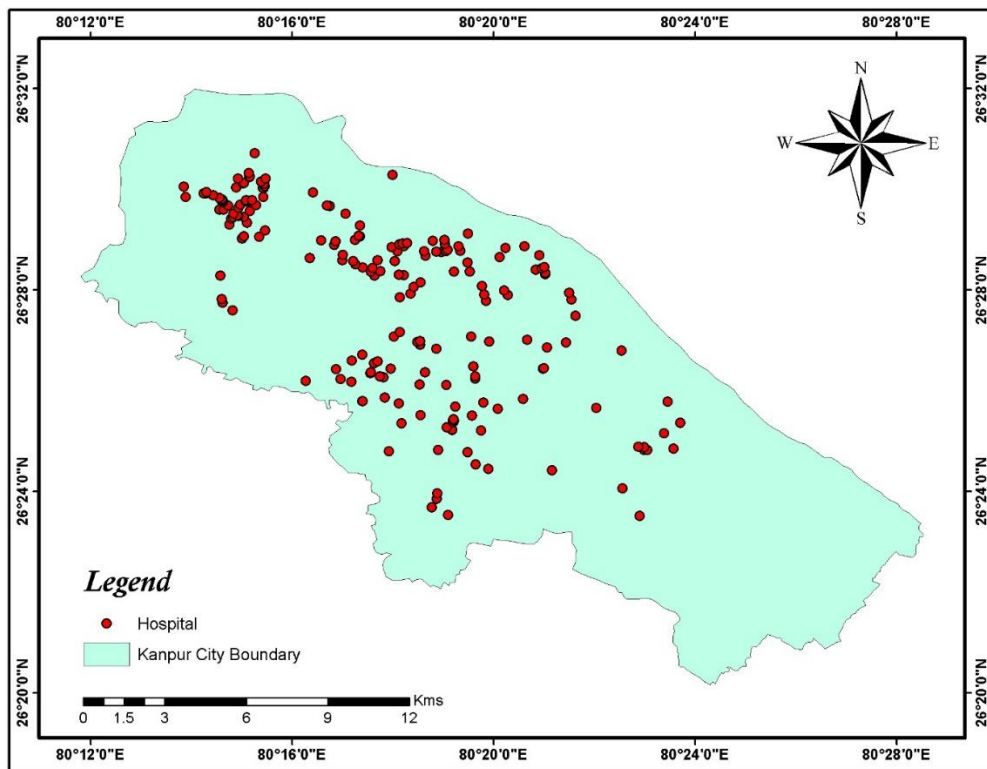 80°12'0"E 80°16'0"E 80°20'0"E 80°24'0"E 80°28'0"E
26°32'0"N 26°32'0"N
N
W E
S
26°28'0"N 26°28'0"N
26°24'0"N 26°24'0"N
Legend
Hospital
Kanpur City Boundary
26°20'0"N 26°20'0"N
Kms
0 1.5 3 6 9 12
80°12'0"E 80°16'0"E 80°20'0"E 80°24'0"E 80°28'0"E